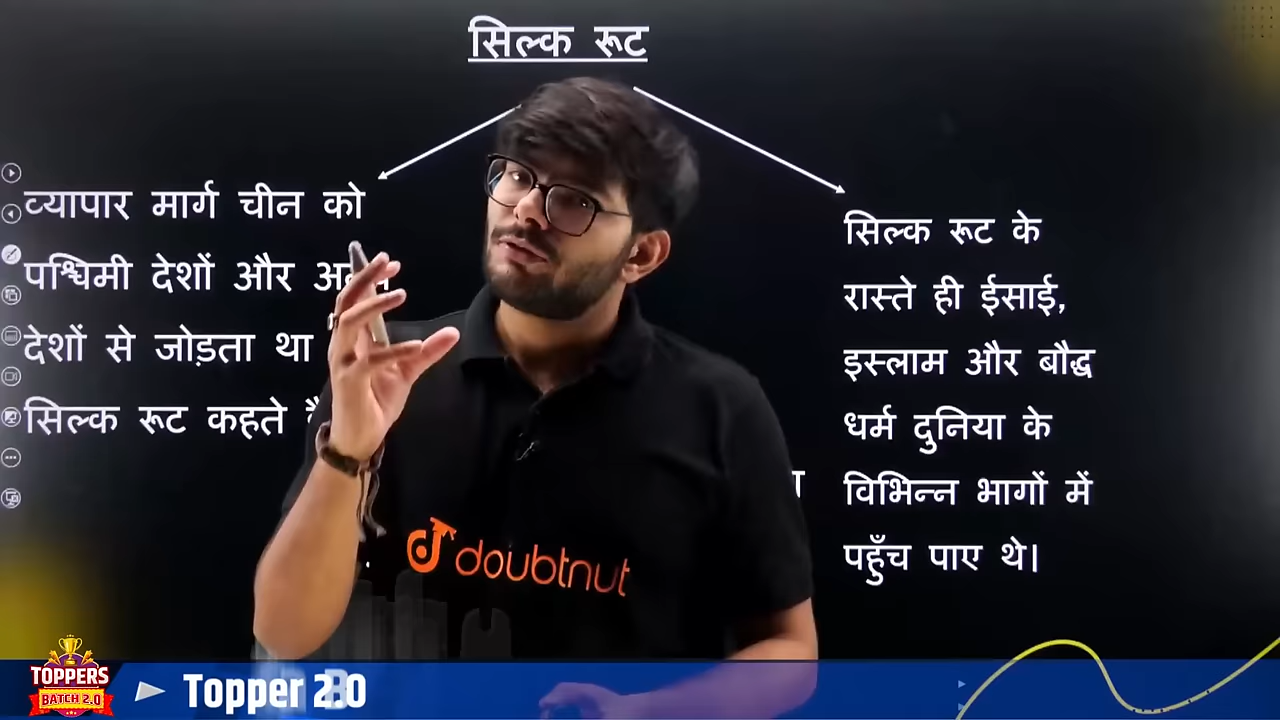 सिल्क रूट
व्यापार मार्ग चीन को
पश्चिमी देशों और
देशों से जोड़ता था
सिल्क रूट कहते
सिल्क रूट के
रास्ते ही ईसाई,
इस्लाम और बौद्ध
धर्म दुनिया के
विभिन्न भागों में
पहुँच पाए थे।
doubtnut
TOPPERS
BATCH 2.0
Topper 2.0